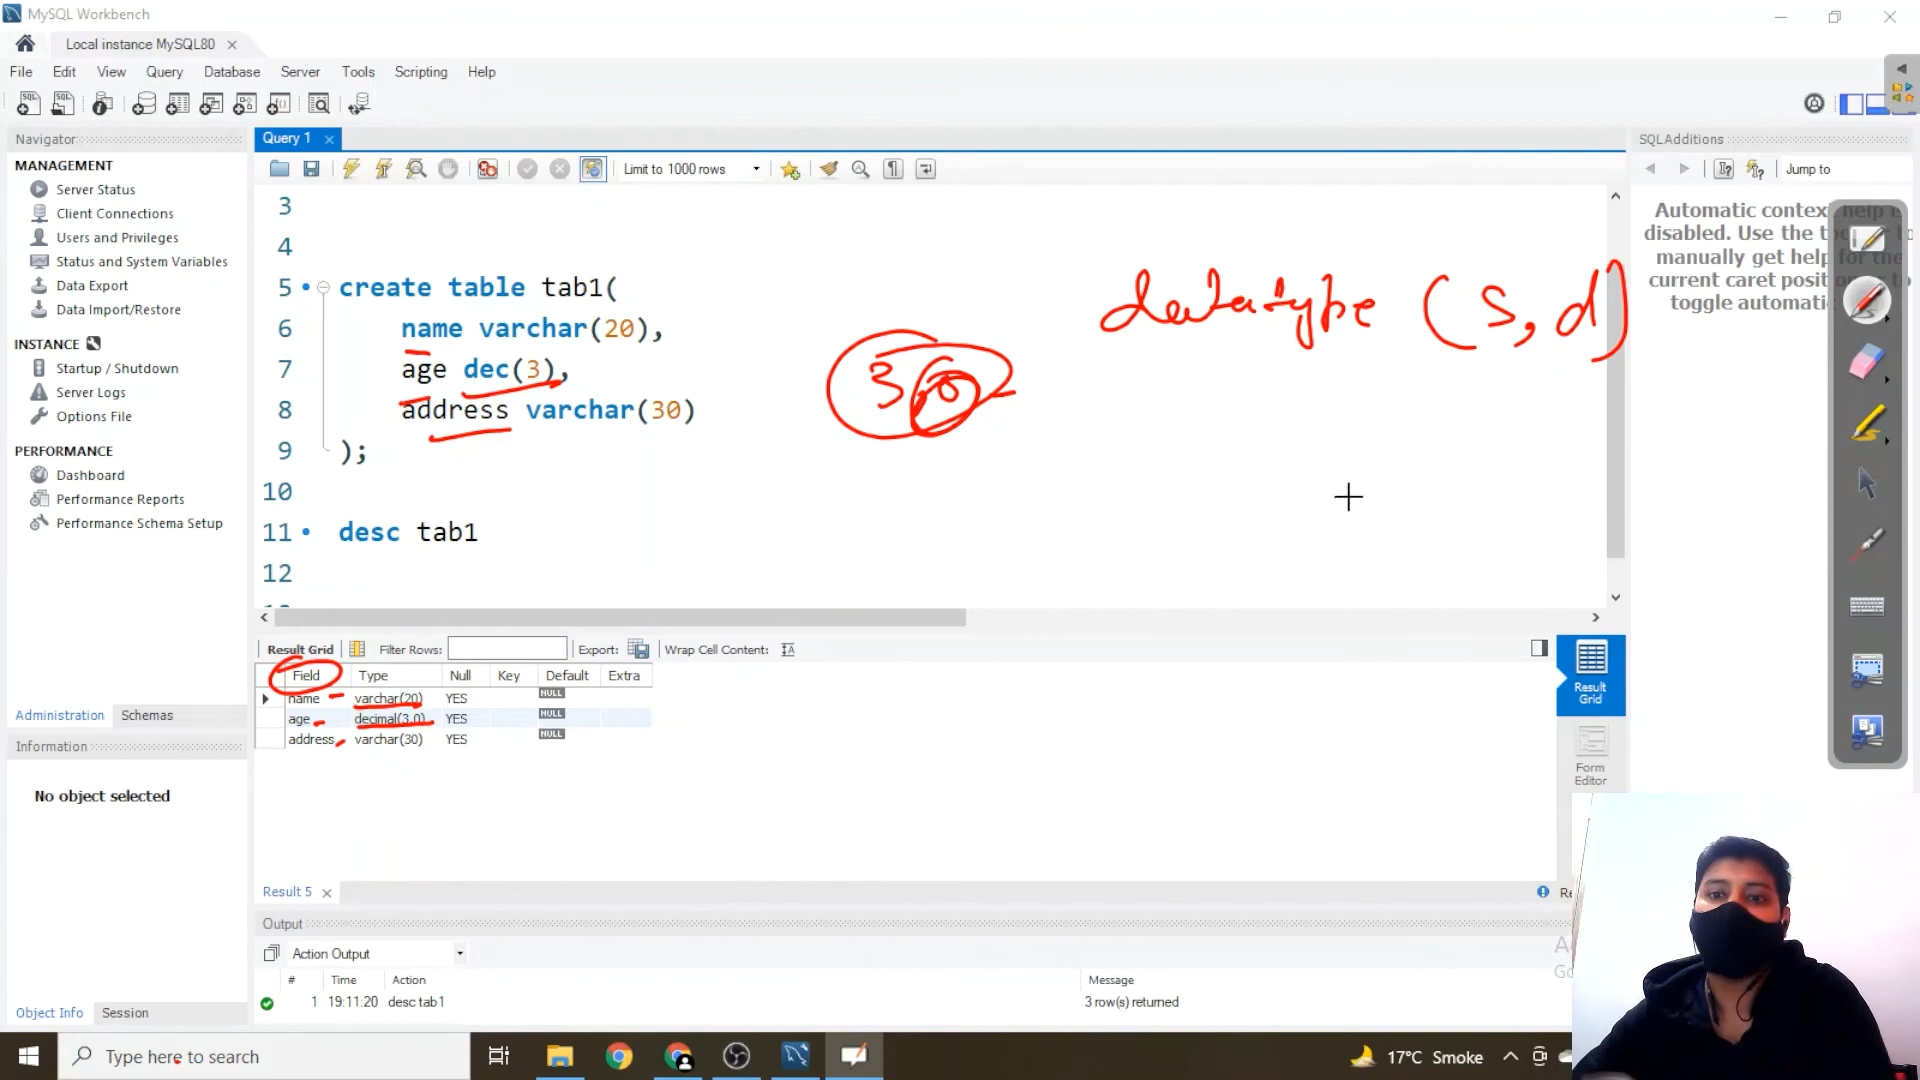 MySQL Workbench
Local instance MySQL80
File Edit View Query Database Server Tools Scripting Help
Navigator
MANAGEMENT
Server Status
Client Connections
Users and Privileges
Status and System Variables
Data Export
Data Import/Restore
INSTANCE
Startup / Shutdown
Server Logs
Options File
PERFORMANCE
Dashboard
Performance Reports
Performance Schema Setup
Administration Schemas
Information
No object selected
Object Info Session
Query 1
Limit to 1000 rows
3
4
5 create table tab1(
6 name varchar(20),
7 age dec(3),
8 address varchar(30)
9 );
10
11 desc tab1
12
datatype (s,d)
3,0
Result Grid Filter Rows: Export: Wrap Cell Content:
Field Type Null Key Default Extra
name varchar(20) YES NULL
age decimal(3,0) YES NULL
address varchar(30) YES NULL
Result Grid
Form Editor
Result 5
Output
Action Output
# Time Action Message
1 19:11:20 desc tab1 3 row(s) returned
SQLAdditions
Jump to
Automatic context help is
disabled. Use the to
manually get help for the
current caret position or to
toggle automati
Type here to search
17°C Smoke